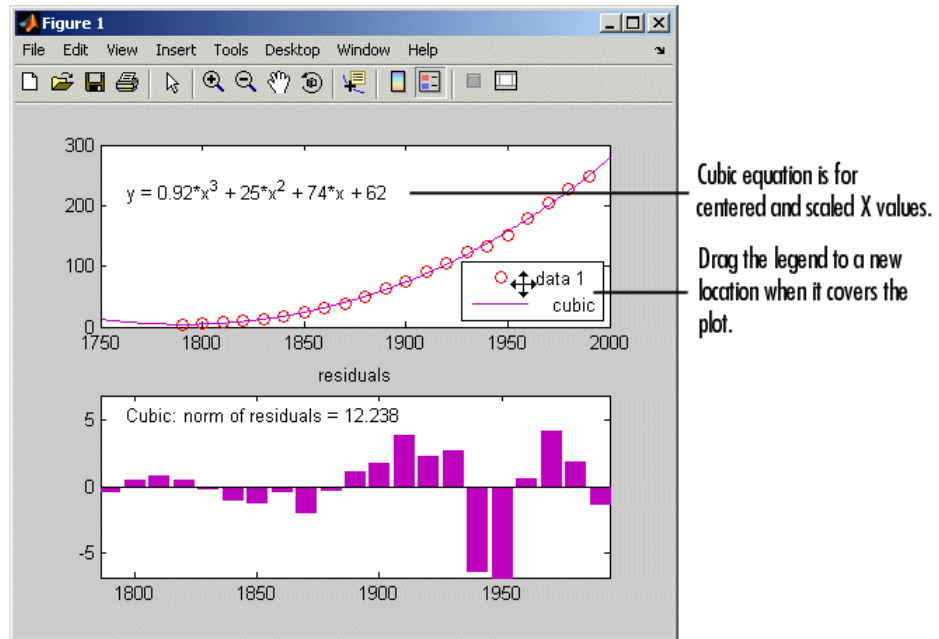 Figure 1
File Edit View Insert Tools Desktop Window Help
300
200
100
0
y = 0.92*x^3 + 25*x^2 + 74*x + 62
data 1
cubic
1750 1800 1850 1900 1950 2000
Cubic equation is for
centered and scaled X values.
Drag the legend to a new
location when it covers the
plot.
residuals
5
0
-5
Cubic: norm of residuals = 12.238
1800 1850 1900 1950